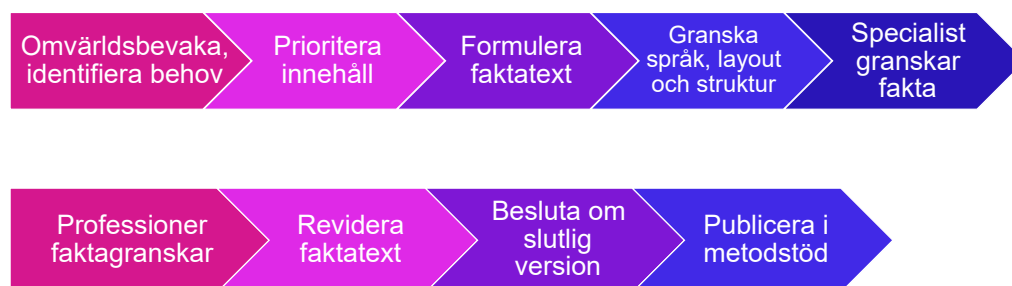 Omvärldsbevaka,
identifiera behov
Prioritera
innehåll
Formulera
faktatext
Granska
språk, layout
och struktur
Specialist
granskar
fakta
Professioner
faktagranskar
Revidera
faktatext
Besluta om
slutlig
version
Publicera i
metodstöd